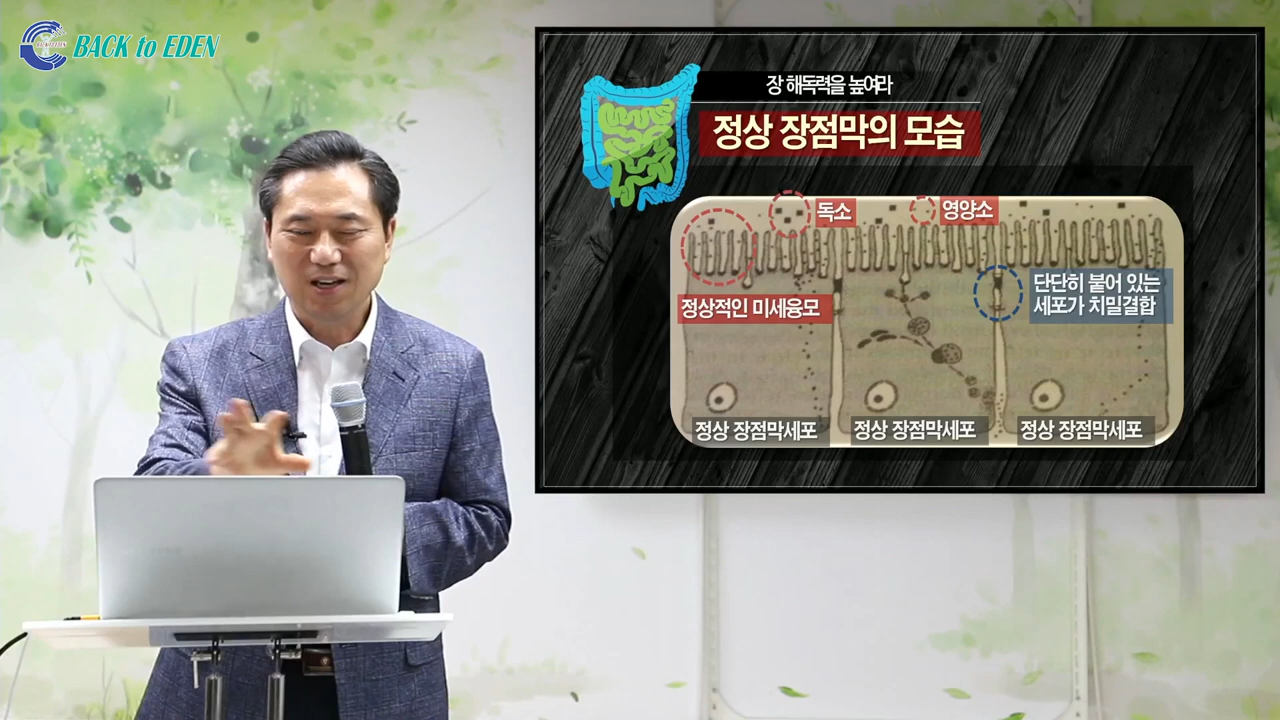 BACK to EDEN
장 해독력을 높여라
정상 장점막의 모습
독소
영양소
정상적인 미세융모
단단히 붙어 있는
세포가 치밀결합
정상 장점막세포
정상 장점막세포
정상 장점막세포